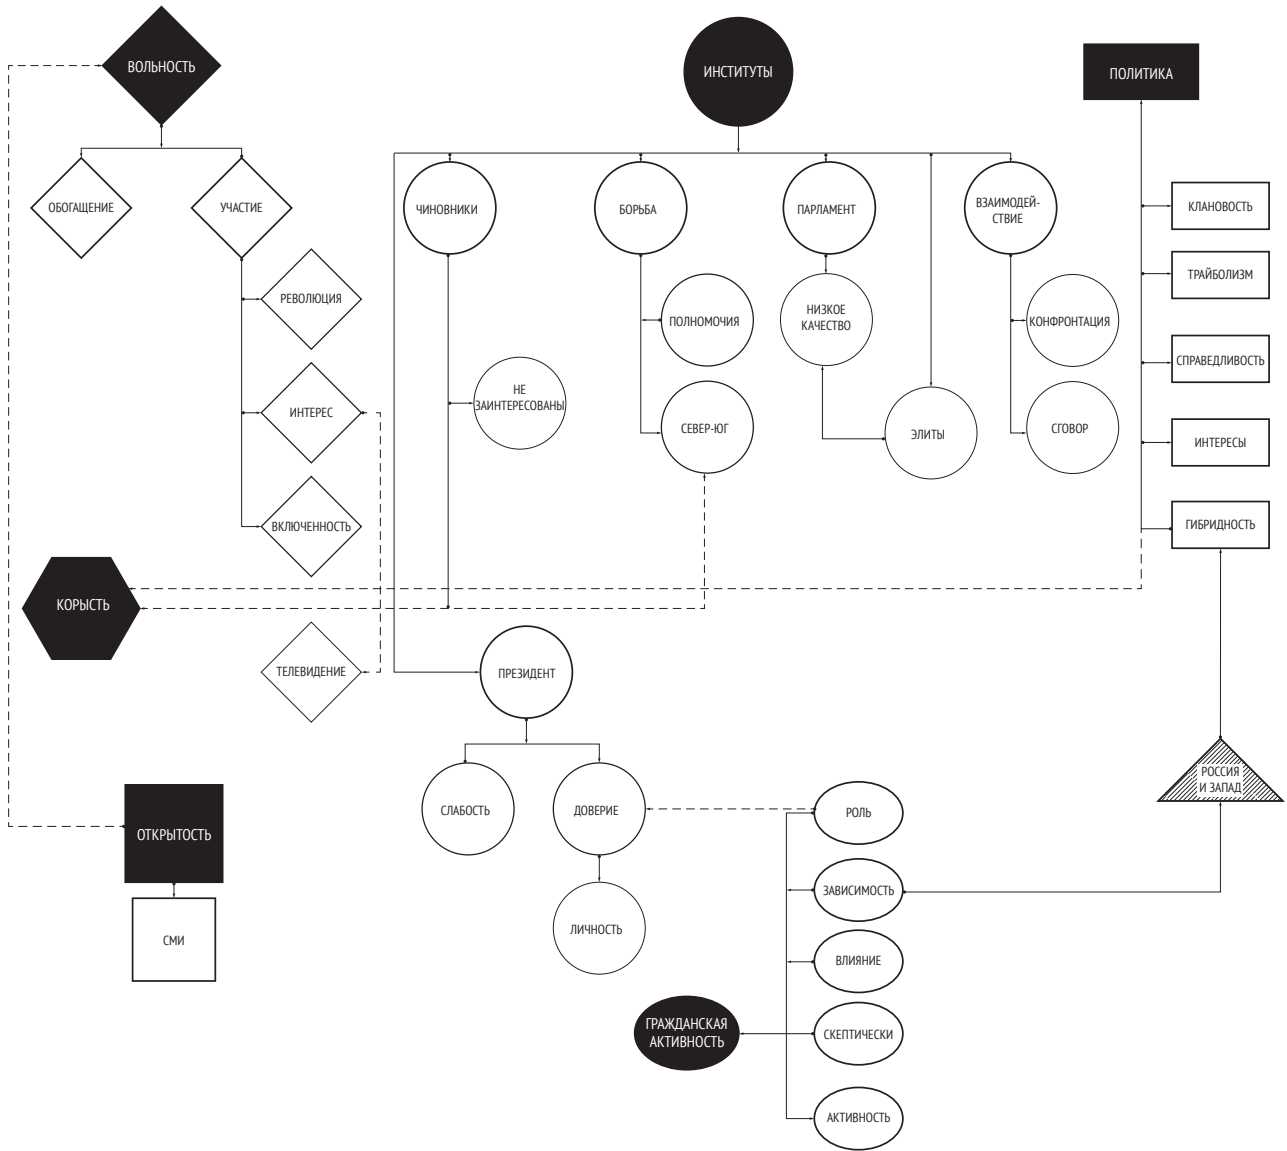 ВОЛЬНОСТЬ
ИНСТИТУТЫ
ПОЛИТИКА
ОБОГАЩЕНИЕ
УЧАСТИЕ
ЧИНОВНИКИ
БОРЬБА
ПАРЛАМЕНТ
ВЗАИМОДЕЙ-
СТВИЕ
КЛАНОВОСТЬ
ТРАЙБОЛИЗМ
РЕВОЛЮЦИЯ
ПОЛНОМОЧИЯ
НИЗКОЕ
КАЧЕСТВО
КОНФРОНТАЦИЯ
СПРАВЕДЛИВОСТЬ
НЕ
ЗАИНТЕРЕСОВАНЫ
ИНТЕРЕС
СЕВЕР-ЮГ
ЭЛИТЫ
СГОВОР
ИНТЕРЕСЫ
ВКЛЮЧЕННОСТЬ
ГИБРИДНОСТЬ
КОРЫСТЬ
ТЕЛЕВИДЕНИЕ
ПРЕЗИДЕНТ
РОССИЯ
И ЗАПАД
СЛАБОСТЬ
ДОВЕРИЕ
РОЛЬ
ОТКРЫТОСТЬ
ЗАВИСИМОСТЬ
СМИ
ЛИЧНОСТЬ
ВЛИЯНИЕ
ГРАЖДАНСКАЯ
АКТИВНОСТЬ
СКЕПТИЧЕСКИ
АКТИВНОСТЬ